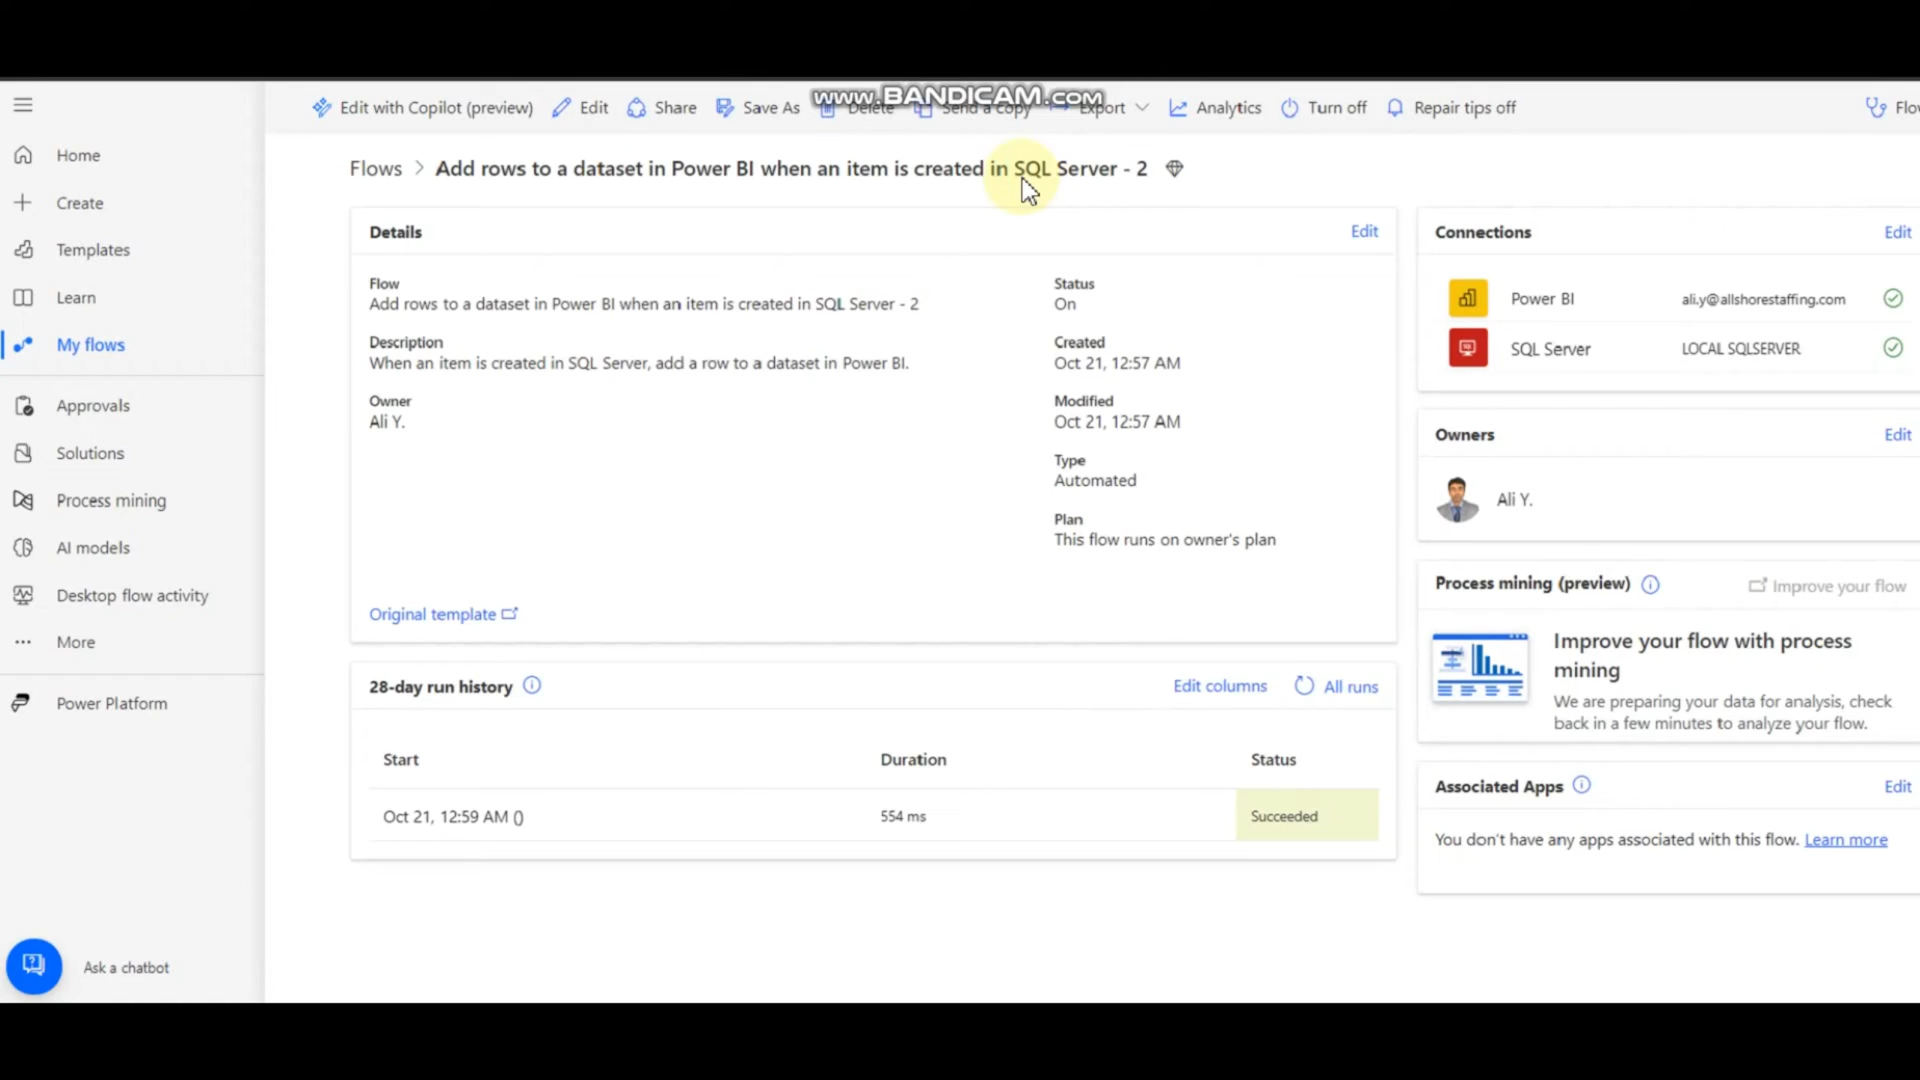 www.BANDICAM.com
Edit with Copilot (preview) Edit Share Save As Delete Send a copy Export Analytics Turn off Repair tips off Flow
Flows > Add rows to a dataset in Power BI when an item is created in SQL Server - 2
Home
Create
Templates
Learn
My flows
Approvals
Solutions
Process mining
AI models
Desktop flow activity
More
Power Platform
Ask a chatbot
Details Edit
Flow
Add rows to a dataset in Power BI when an item is created in SQL Server - 2
Description
When an item is created in SQL Server, add a row to a dataset in Power BI.
Owner
Ali Y.
Status
On
Created
Oct 21, 12:57 AM
Modified
Oct 21, 12:57 AM
Type
Automated
Plan
This flow runs on owner's plan
Original template
28-day run history Edit columns All runs
Start Duration Status
Oct 21, 12:59 AM () 554 ms Succeeded
Connections Edit
Power BI ali.y@allshorestaffing.com
SQL Server LOCAL SQLSERVER
Owners Edit
Ali Y.
Process mining (preview) Improve your flow
Improve your flow with process
mining
We are preparing your data for analysis, check
back in a few minutes to analyze your flow.
Associated Apps Edit
You don't have any apps associated with this flow. Learn more